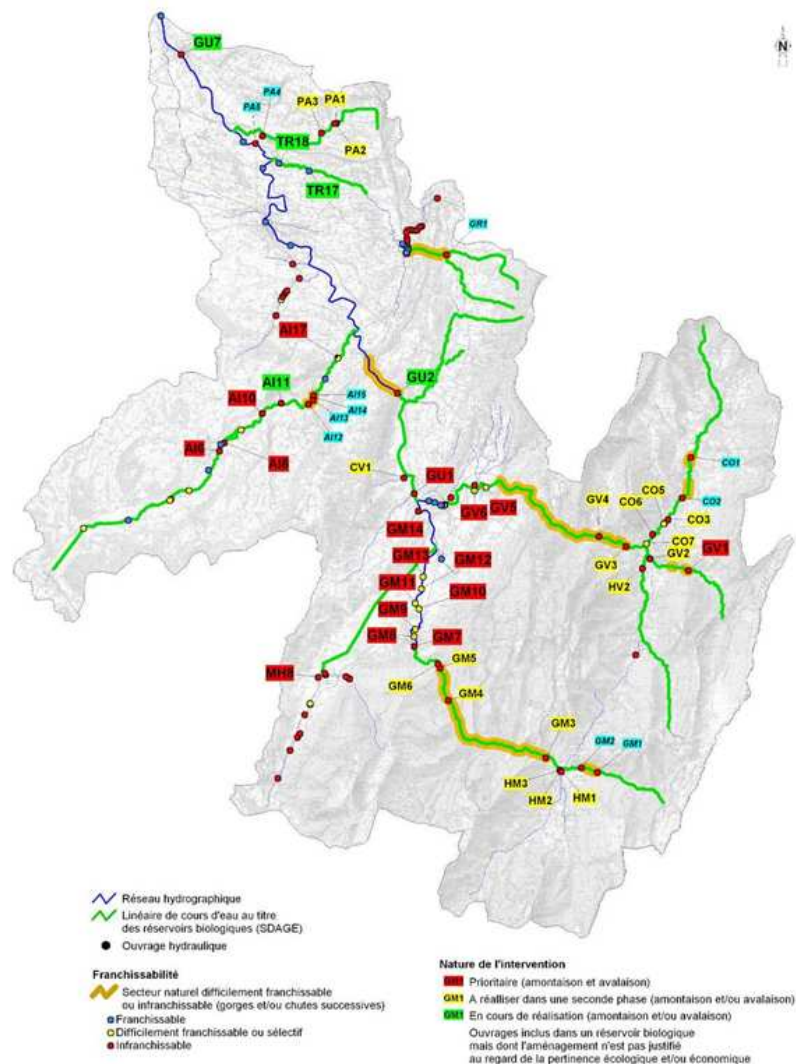 N
GU7
PA5
PA4
PA3
PA1
PA2
TR18
TR17
GR1
AI17
AI11
AI10
AI15
AI14
AI13
AI12
GU2
AI6
AI8
CV1
GU1
GV6
GV5
GV4
CO5
CO6
CO1
CO2
CO3
CO7
GV2
GV1
GV3
HV2
GM14
GM13
GM12
GM11
GM10
GM9
GM8
GM7
MH8
GM5
GM6
GM4
GM3
GM2
GM1
HM3
HM2
HM1
Réseau hydrographique
Linéaire de cours d'eau au titre
des réservoirs biologiques (SDAGE)
Ouvrage hydraulique
Franchissabilité
Secteur naturel difficilement franchissable
ou infranchissable (gorges et/ou chutes successives)
Franchissable
Difficilement franchissable ou sélectif
Infranchissable
Nature de l'intervention
GM1 Prioritaire (amontaison et avalaison)
GM1 A réaliser dans une seconde phase (amontaison et/ou avalaison)
GM1 En cours de réalisation (amontaison et/ou avalaison)
Ouvrages inclus dans un réservoir biologique
mais dont l'aménagement n'est pas justifié
au regard de la pertinence écologique et/ou économique